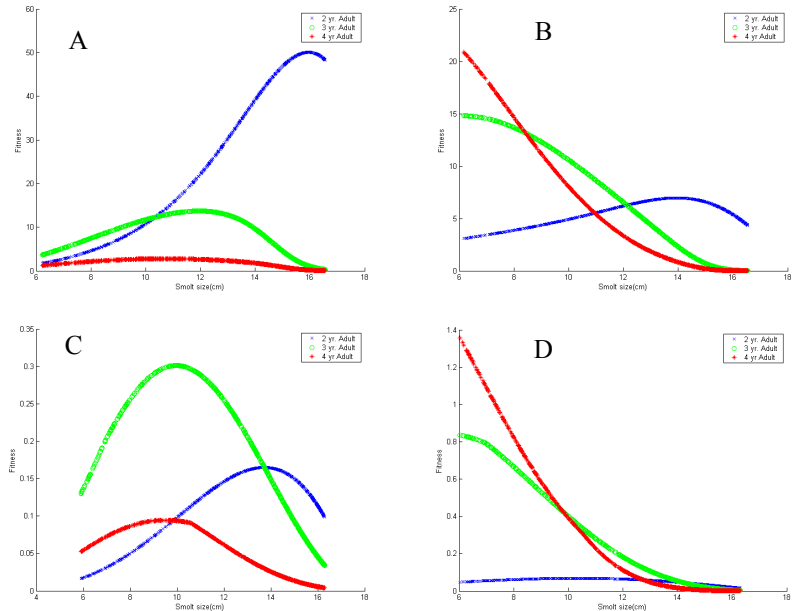 A
2 yr. Adult
3 yr. Adult
4 yr Adult
60
50
40
30
20
10
0
Fitness
6 8 10 12 14 16 18
Smolt size(cm)
B
2 yr. Adult
3 yr. Adult
4 yr Adult
25
20
15
10
5
0
Fitness
6 8 10 12 14 16 18
Smolt size(cm)
C
2 yr. Adult
3 yr. Adult
4 yr Adult
0.35
0.3
0.25
0.2
0.15
0.1
0.05
0
Fitness
4 6 8 10 12 14 16 18
Smolt size(cm)
D
2 yr. Adult
3 yr. Adult
4 yr Adult
1.4
1.2
1
0.8
0.6
0.4
0.2
0
Fitness
6 8 10 12 14 16 18
Smolt size(cm)